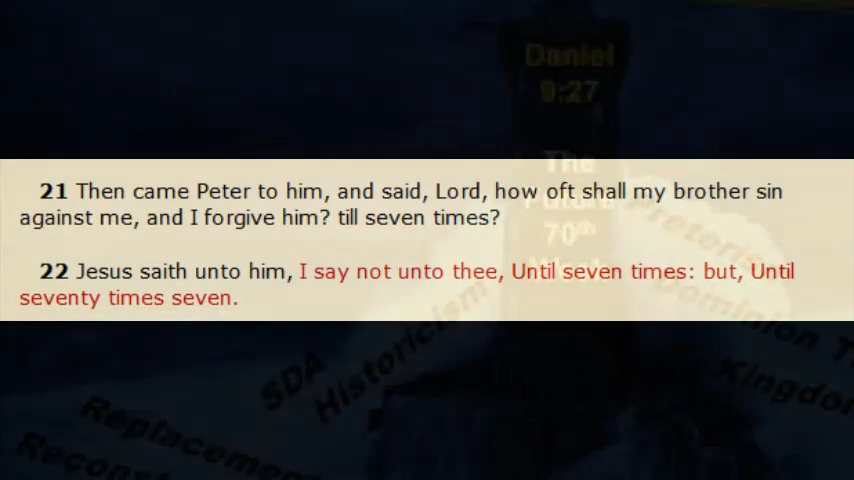 Daniel
9:27
21 Then came Peter to him, and said, Lord, how oft shall my brother sin
against me, and I forgive him? till seven times?
The
Future
70th
Week
22 Jesus saith unto him, I say not unto thee, Until seven times: but, Until
seventy times seven.
Preterism
Dominion T
Kingdom
SDA
Historicism
Replacement